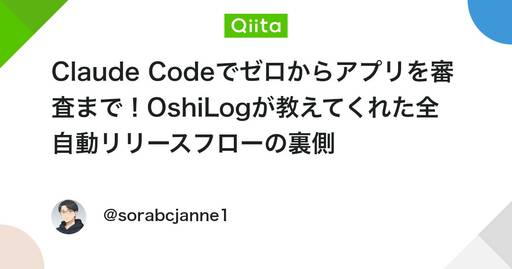 Qiita
Claude Codeでゼロからアプリを審
査まで！OshiLogが教えてくれた全
自動リリースフローの裏側
@sorabcjanne1